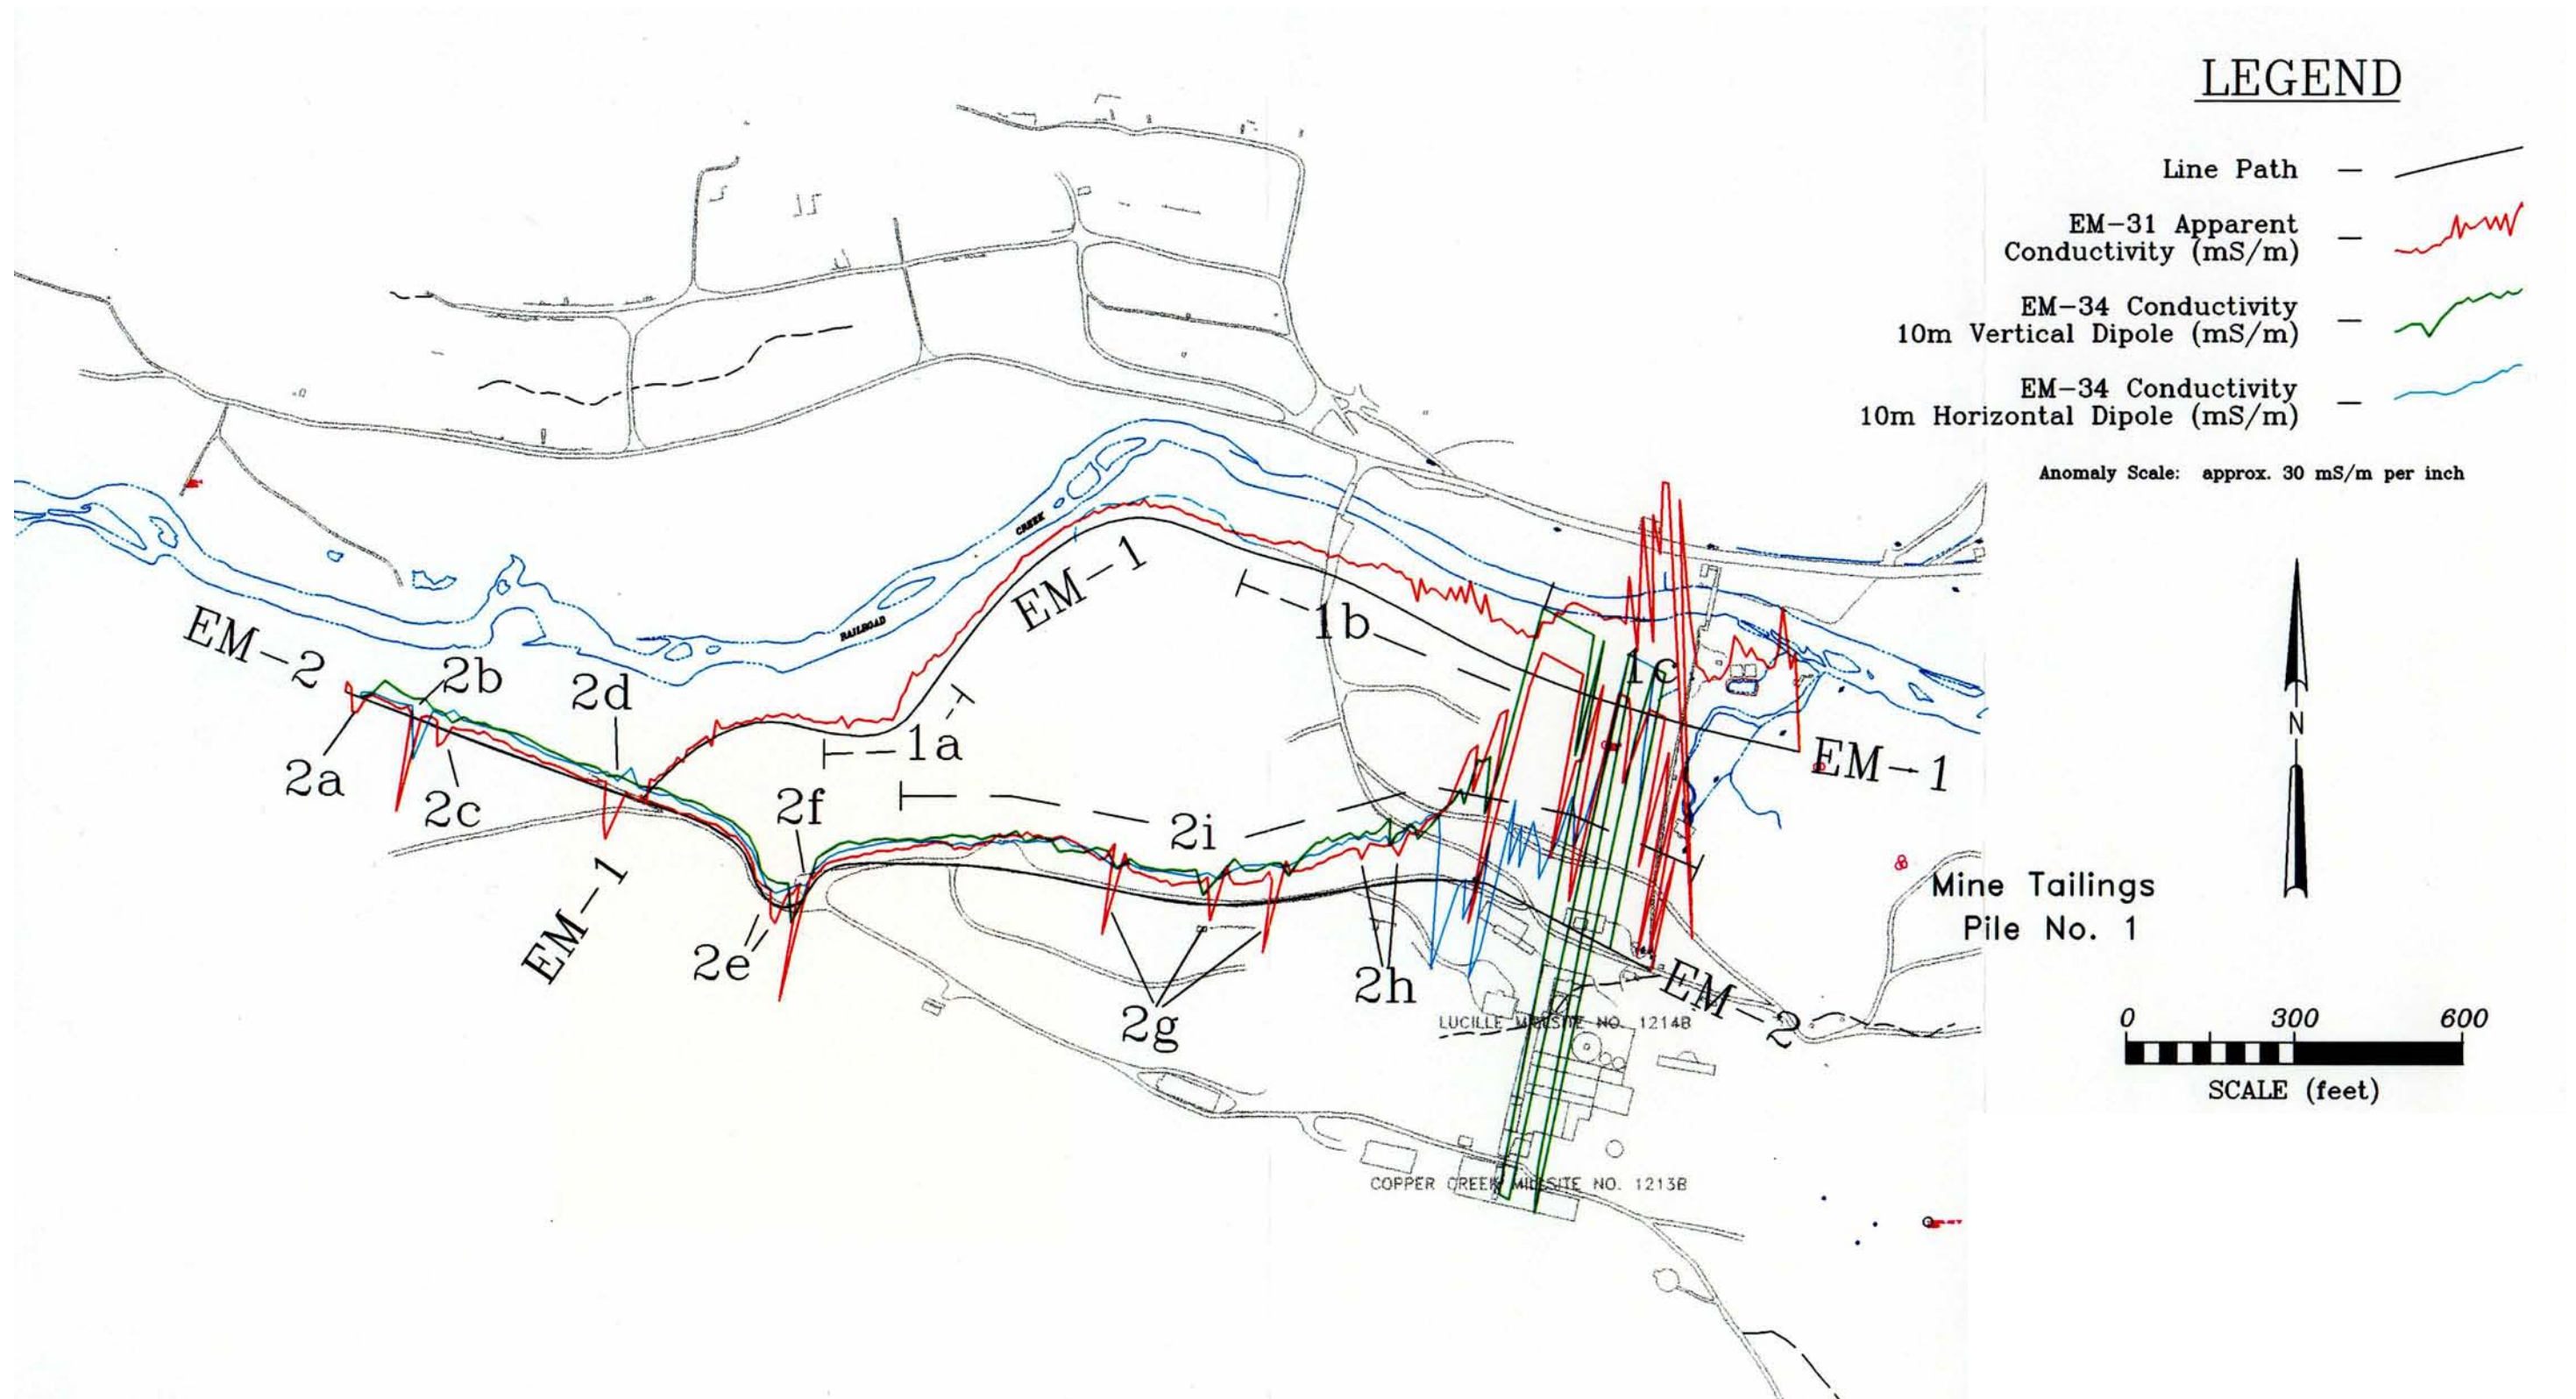 LEGEND
Line Path —
EM-31 Apparent
Conductivity (mS/m) —
EM-34 Conductivity
10m Vertical Dipole (mS/m) —
EM-34 Conductivity
10m Horizontal Dipole (mS/m) —
Anomaly Scale: approx. 30 mS/m per inch
CREEK
RAILROAD
EM-1
EM-2
1b
2b
2d
1c
1a
2a
2c
2f
EM-1
2i
EM-1
2e
2h
2g
EM-2
Mine Tailings
Pile No. 1
N
LUCILLE MILLSITE NO. 1214B
COPPER CREEK MILLSITE NO. 1213B
0 300 600
SCALE (feet)